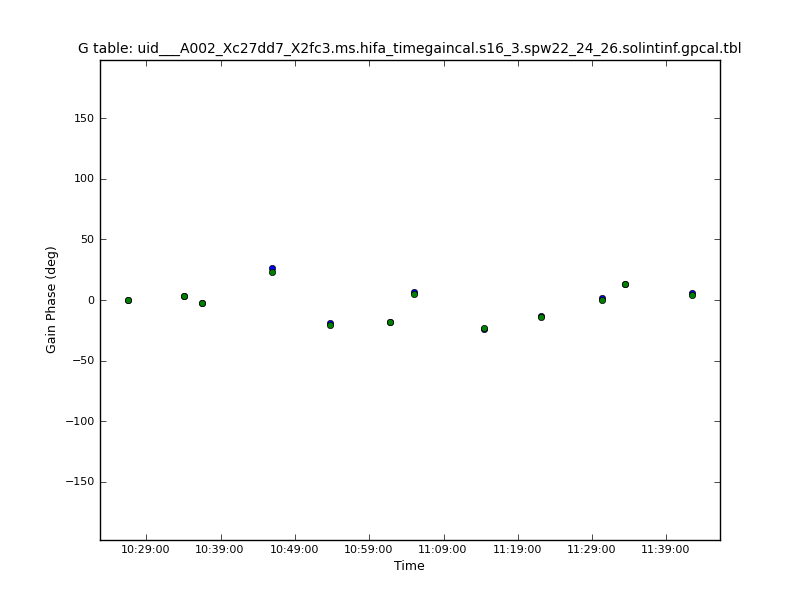 G table: uid___A002_Xc27dd7_X2fc3.ms.hifa_timegaincal.s16_3.spw22_24_26.solintinf.gpcal.tbl
Gain Phase (deg)
150
100
50
0
−50
−100
−150
10:29:00 10:39:00 10:49:00 10:59:00 11:09:00 11:19:00 11:29:00 11:39:00
Time